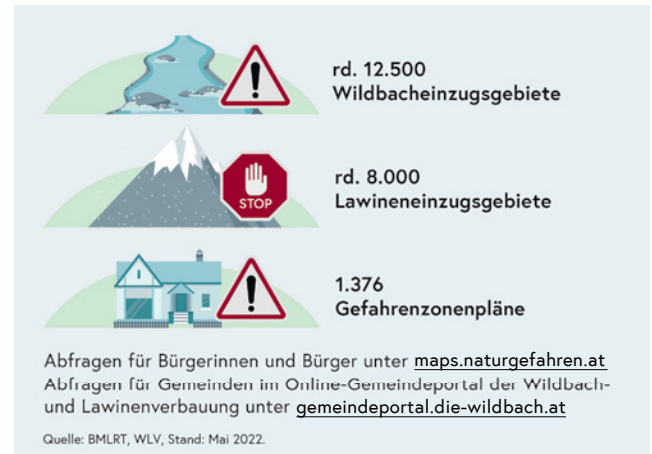 rd. 12.500
Wildbacheinzugsgebiete
STOP
rd. 8.000
Lawineneinzugsgebiete
1.376
Gefahrenzonenpläne
Abfragen für Bürgerinnen und Bürger unter maps.naturgefahren.at
Abfragen für Gemeinden im Online-Gemeindeportal der Wildbach-
und Lawinenverbauung unter gemeindeportal.die-wildbach.at
Quelle: BMLRT, WLV, Stand: Mai 2022.